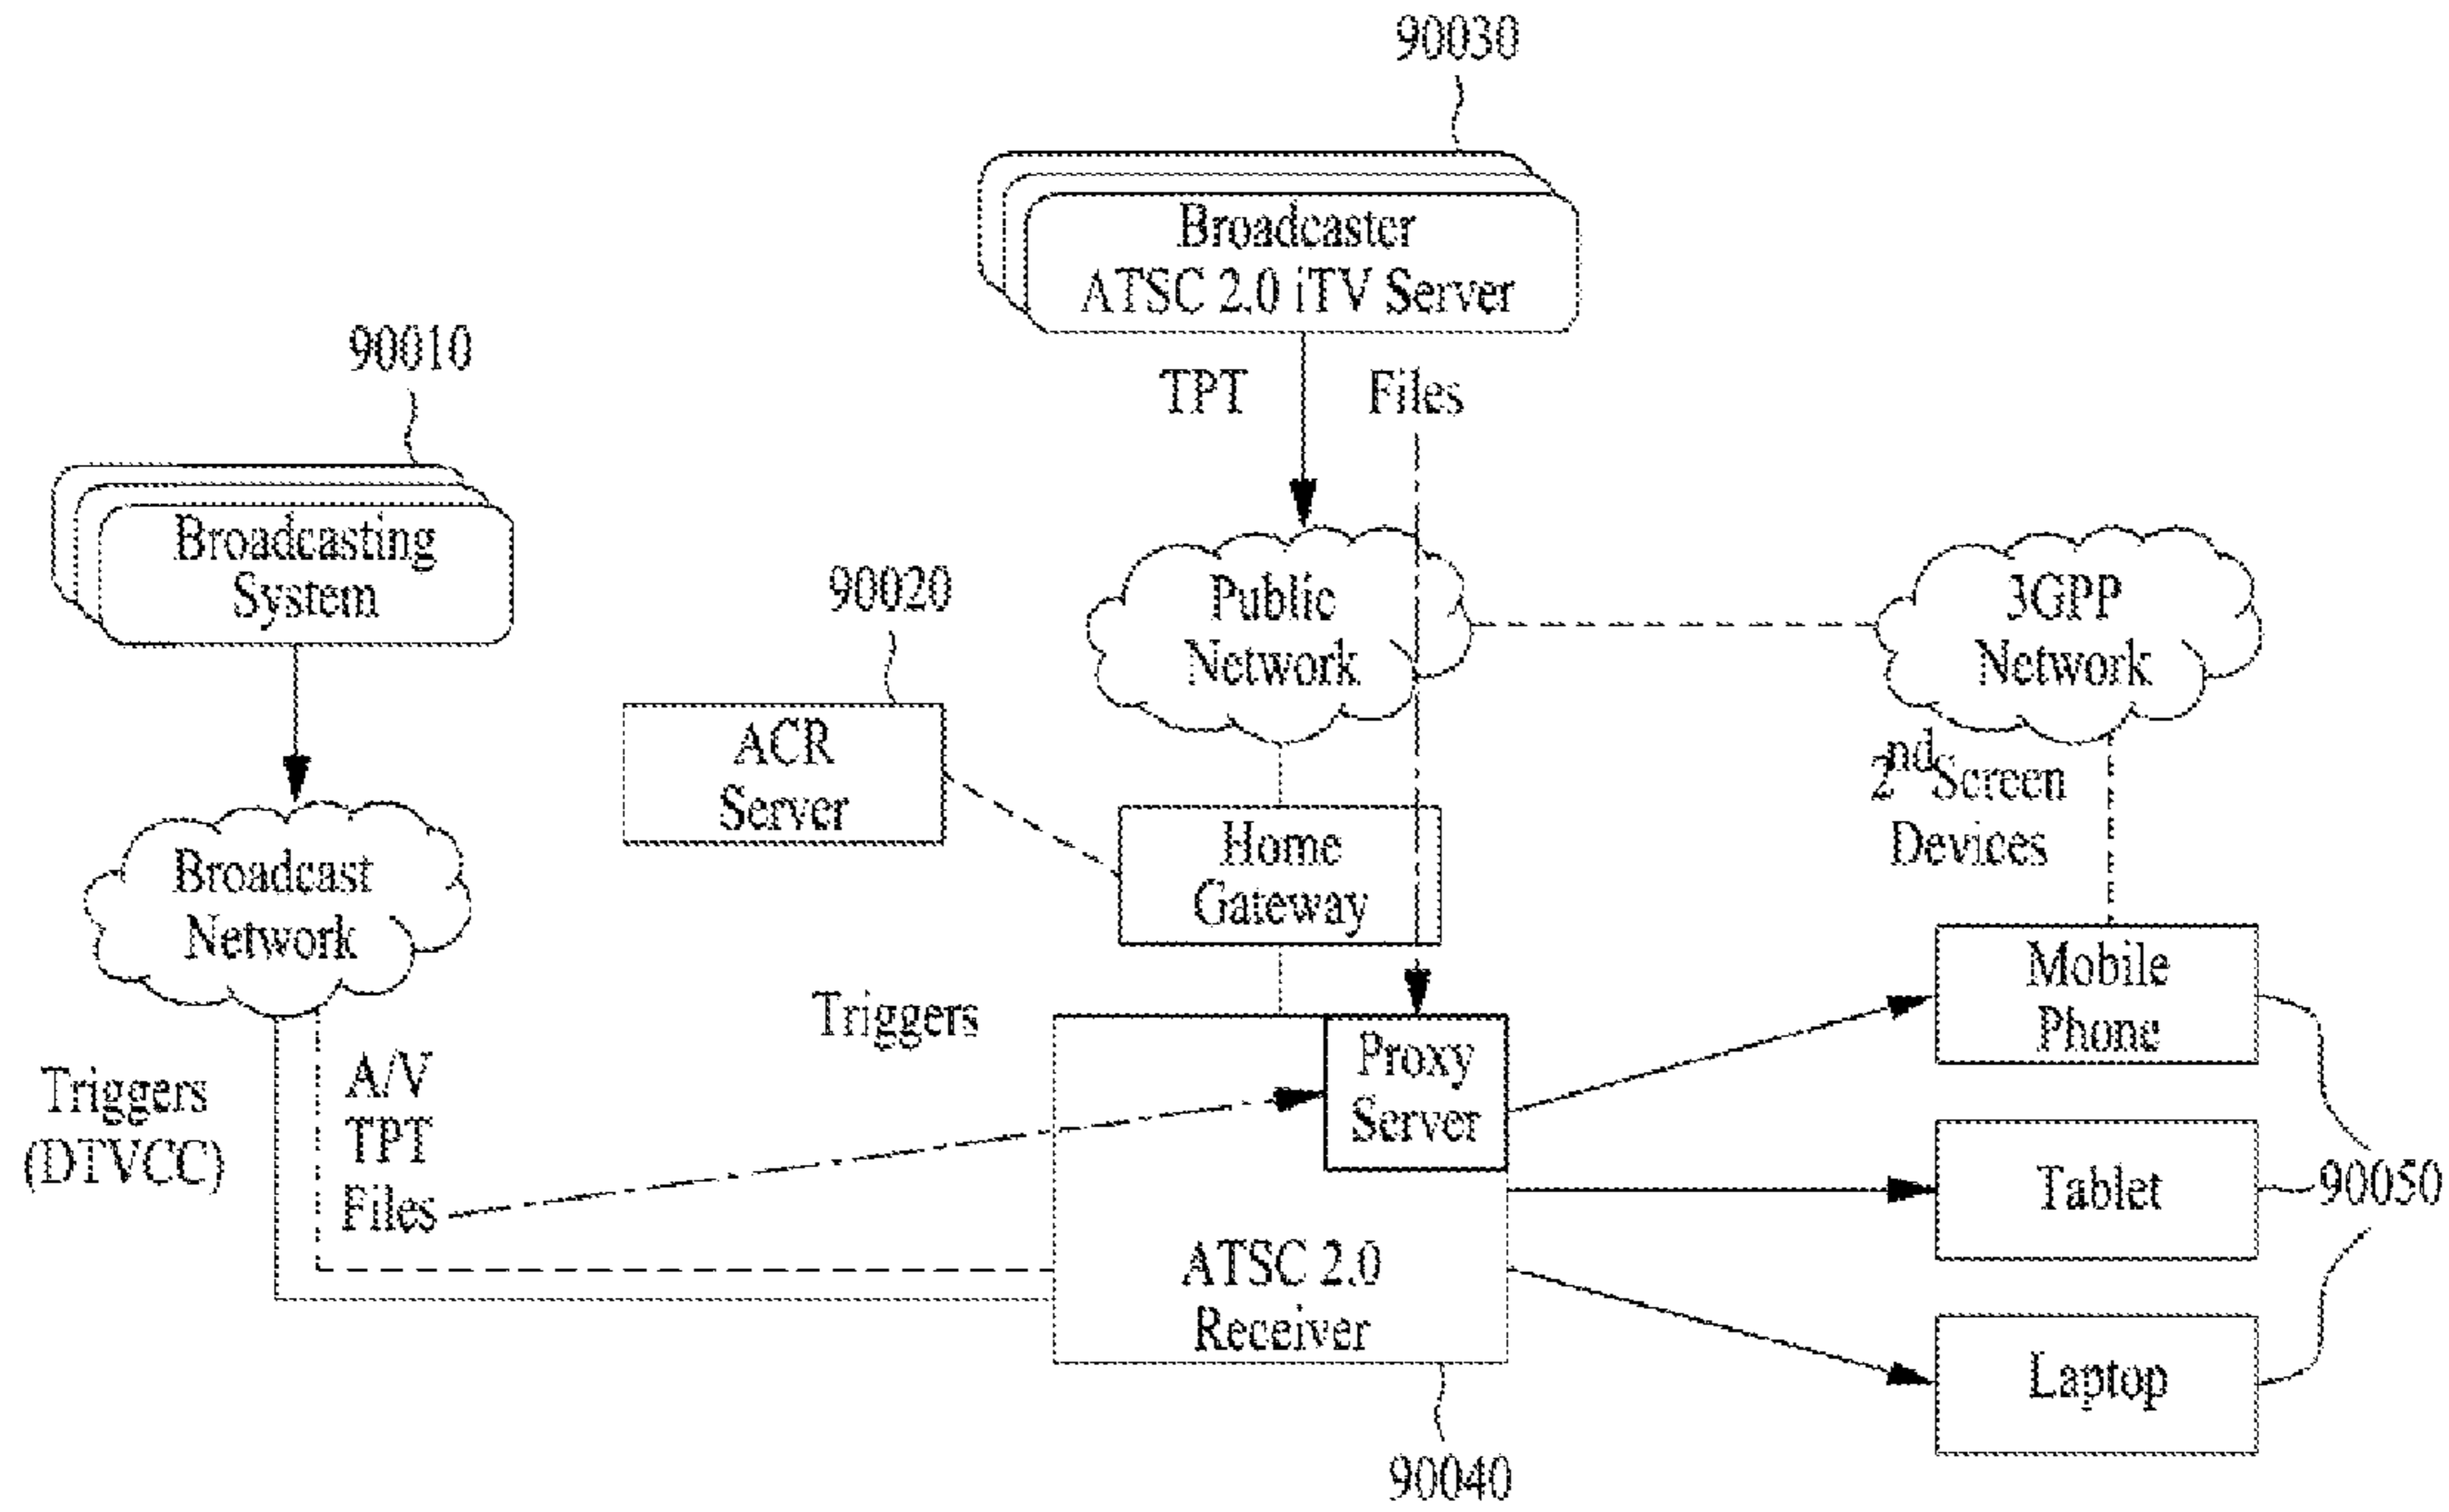 90030
Broadcaster
ATSC 2.0 iTV Server
90010
TPT
Files
Broadcasting
System
90020
Public
Network
3GPP
Network
ACR
Server
2nd Screen
Devices
Home
Gateway
Broadcast
Network
Mobile
Phone
Triggers
Proxy
Server
Triggers
(DTVCC)
A/V
TPT
Files
Tablet
90050
ATSC 2.0
Receiver
Laptop
90040